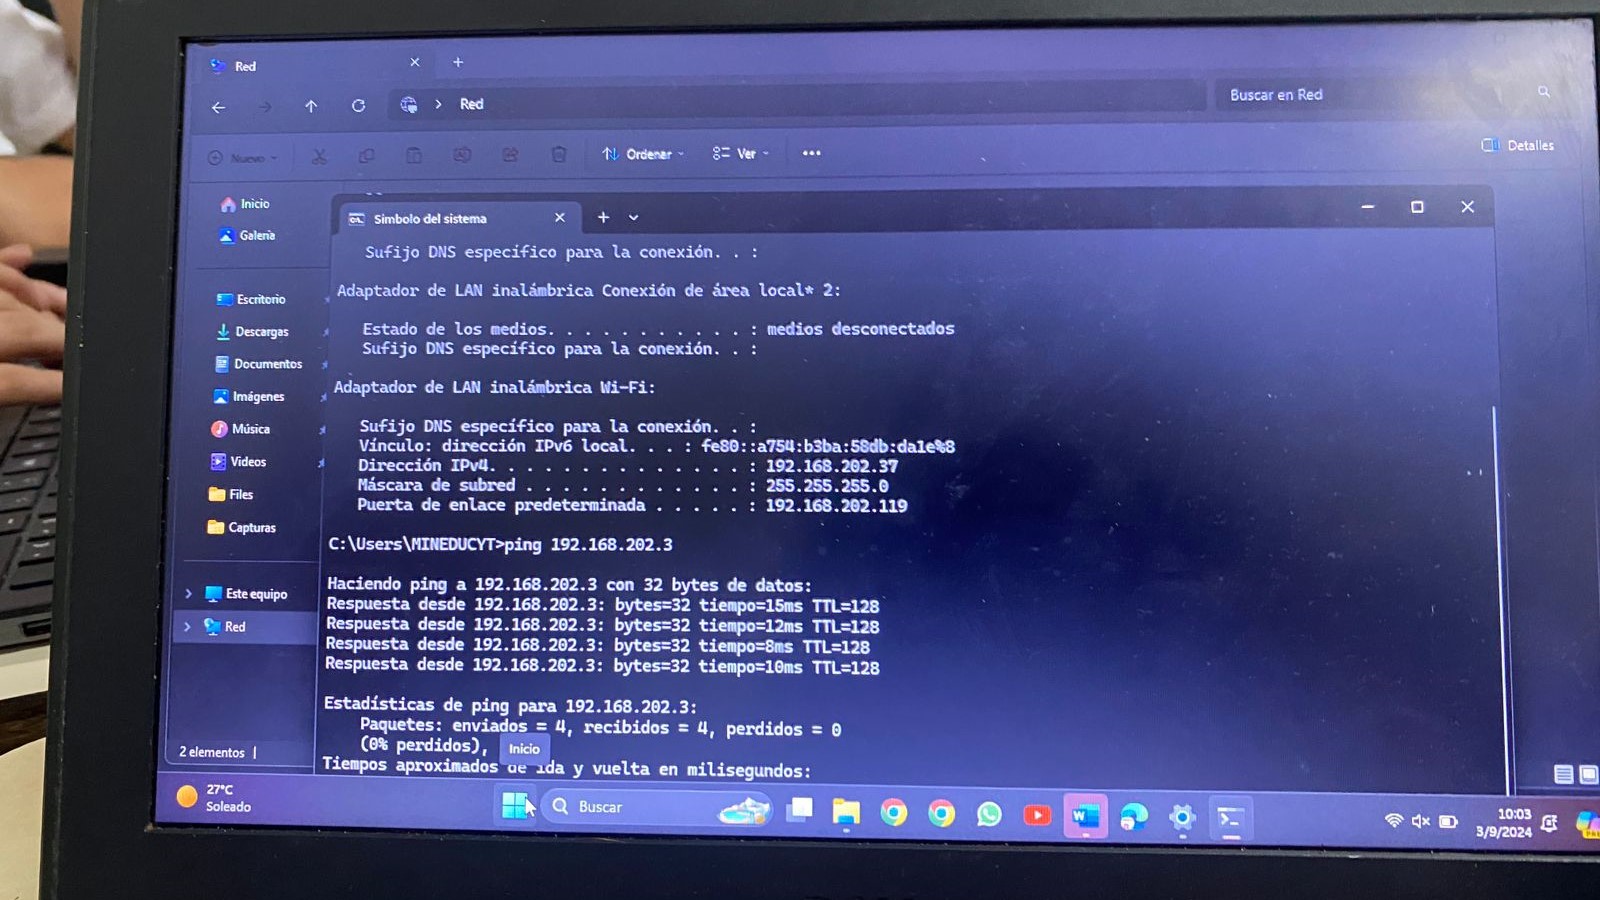 Red
Red
Buscar en Red
Nuevo
Ordenar
Ver
Detalles
Inicio
Galería
Escritorio
Descargas
Documentos
Imágenes
Música
Videos
Files
Capturas
Este equipo
Red
2 elementos
Símbolo del sistema
Sufijo DNS específico para la conexión. . :
Adaptador de LAN inalámbrica Conexión de área local* 2:
Estado de los medios. . . . . . . . . . . : medios desconectados
Sufijo DNS específico para la conexión. . :
Adaptador de LAN inalámbrica Wi-Fi:
Sufijo DNS específico para la conexión. . :
Vínculo: dirección IPv6 local. . . : fe80::a754:b3ba:58db:da1e%8
Dirección IPv4. . . . . . . . . . . . . . : 192.168.202.37
Máscara de subred . . . . . . . . . . . . : 255.255.255.0
Puerta de enlace predeterminada . . . . . : 192.168.202.119
C:\Users\MINEDUCYT>ping 192.168.202.3
Haciendo ping a 192.168.202.3 con 32 bytes de datos:
Respuesta desde 192.168.202.3: bytes=32 tiempo=15ms TTL=128
Respuesta desde 192.168.202.3: bytes=32 tiempo=12ms TTL=128
Respuesta desde 192.168.202.3: bytes=32 tiempo=8ms TTL=128
Respuesta desde 192.168.202.3: bytes=32 tiempo=10ms TTL=128
Estadísticas de ping para 192.168.202.3:
Paquetes: enviados = 4, recibidos = 4, perdidos = 0
(0% perdidos),
Inicio
Tiempos aproximados de ida y vuelta en milisegundos:
27°C
Soleado
Buscar
10:03
3/9/2024